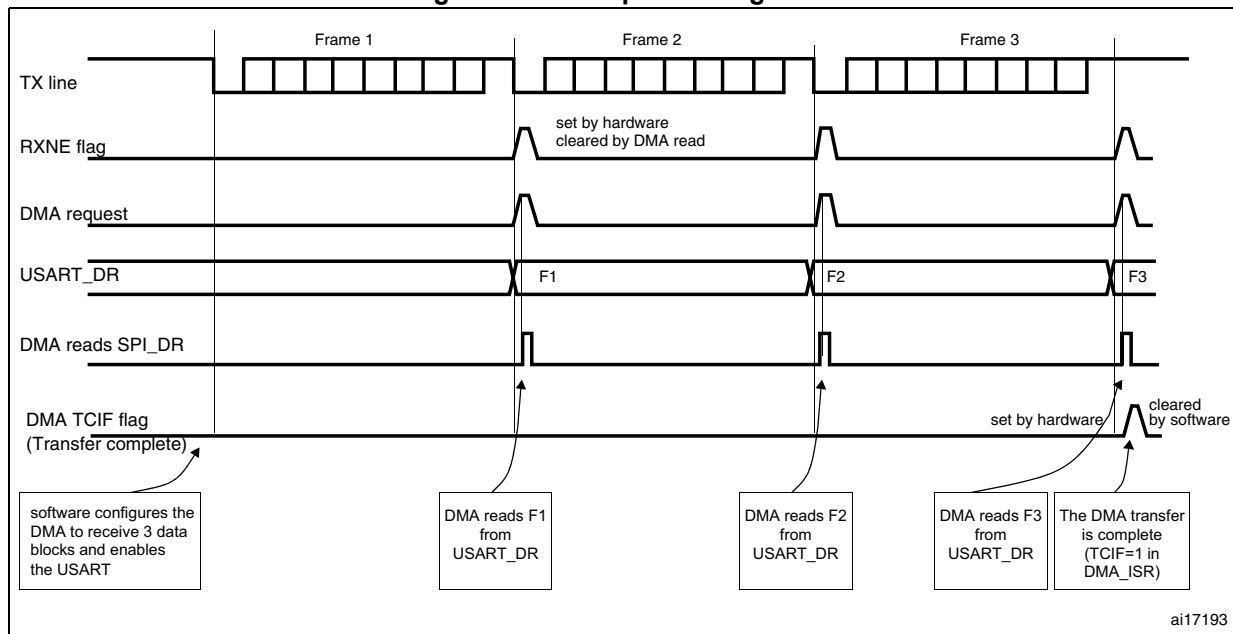 Frame 1
Frame 2
Frame 3
TX line
set by hardware
cleared by DMA read
RXNE flag
DMA request
USART_DR
F1
F2
F3
DMA reads SPI_DR
DMA TCIF flag
(Transfer complete)
set by hardware
cleared
by software
software configures the
DMA to receive 3 data
blocks and enables
the USART
DMA reads F1
from
USART_DR
DMA reads F2
from
USART_DR
DMA reads F3
from
USART_DR
The DMA transfer
is complete
(TCIF=1 in
DMA_ISR)
ai17193